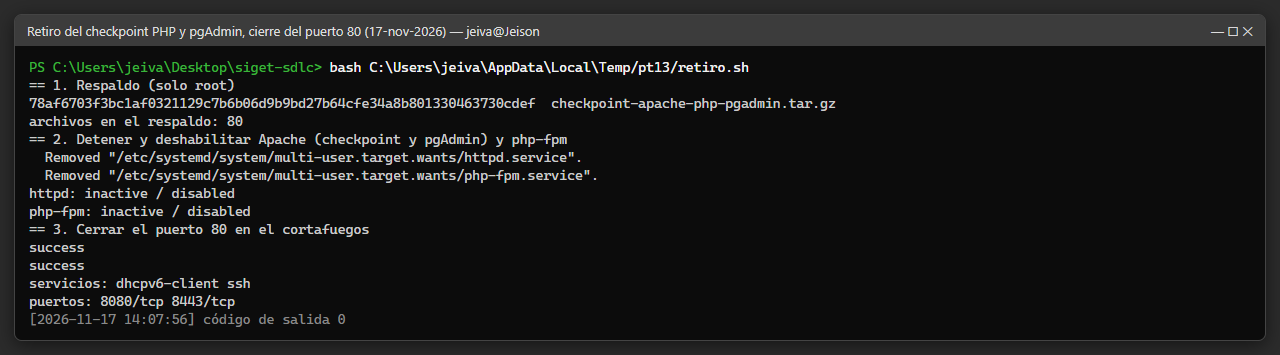 Retiro del checkpoint PHP y pgAdmin, cierre del puerto 80 (17-nov-2026) — jeiva@Jeison
PS C:\Users\jeiva\Desktop\siget-sdlc> bash C:\Users\jeiva\AppData\Local\Temp/pt13/retiro.sh
== 1. Respaldo (solo root)
78af6703f3bc1af0321129c7b6b06d9b9bd27b64cfe34a8b801330463730cdef  checkpoint-apache-php-pgadmin.tar.gz
archivos en el respaldo: 80
== 2. Detener y deshabilitar Apache (checkpoint y pgAdmin) y php-fpm
  Removed "/etc/systemd/system/multi-user.target.wants/httpd.service".
  Removed "/etc/systemd/system/multi-user.target.wants/php-fpm.service".
httpd: inactive / disabled
php-fpm: inactive / disabled
== 3. Cerrar el puerto 80 en el cortafuegos
success
success
servicios: dhcpv6-client ssh
puertos: 8080/tcp 8443/tcp
[2026-11-17 14:07:56] código de salida 0